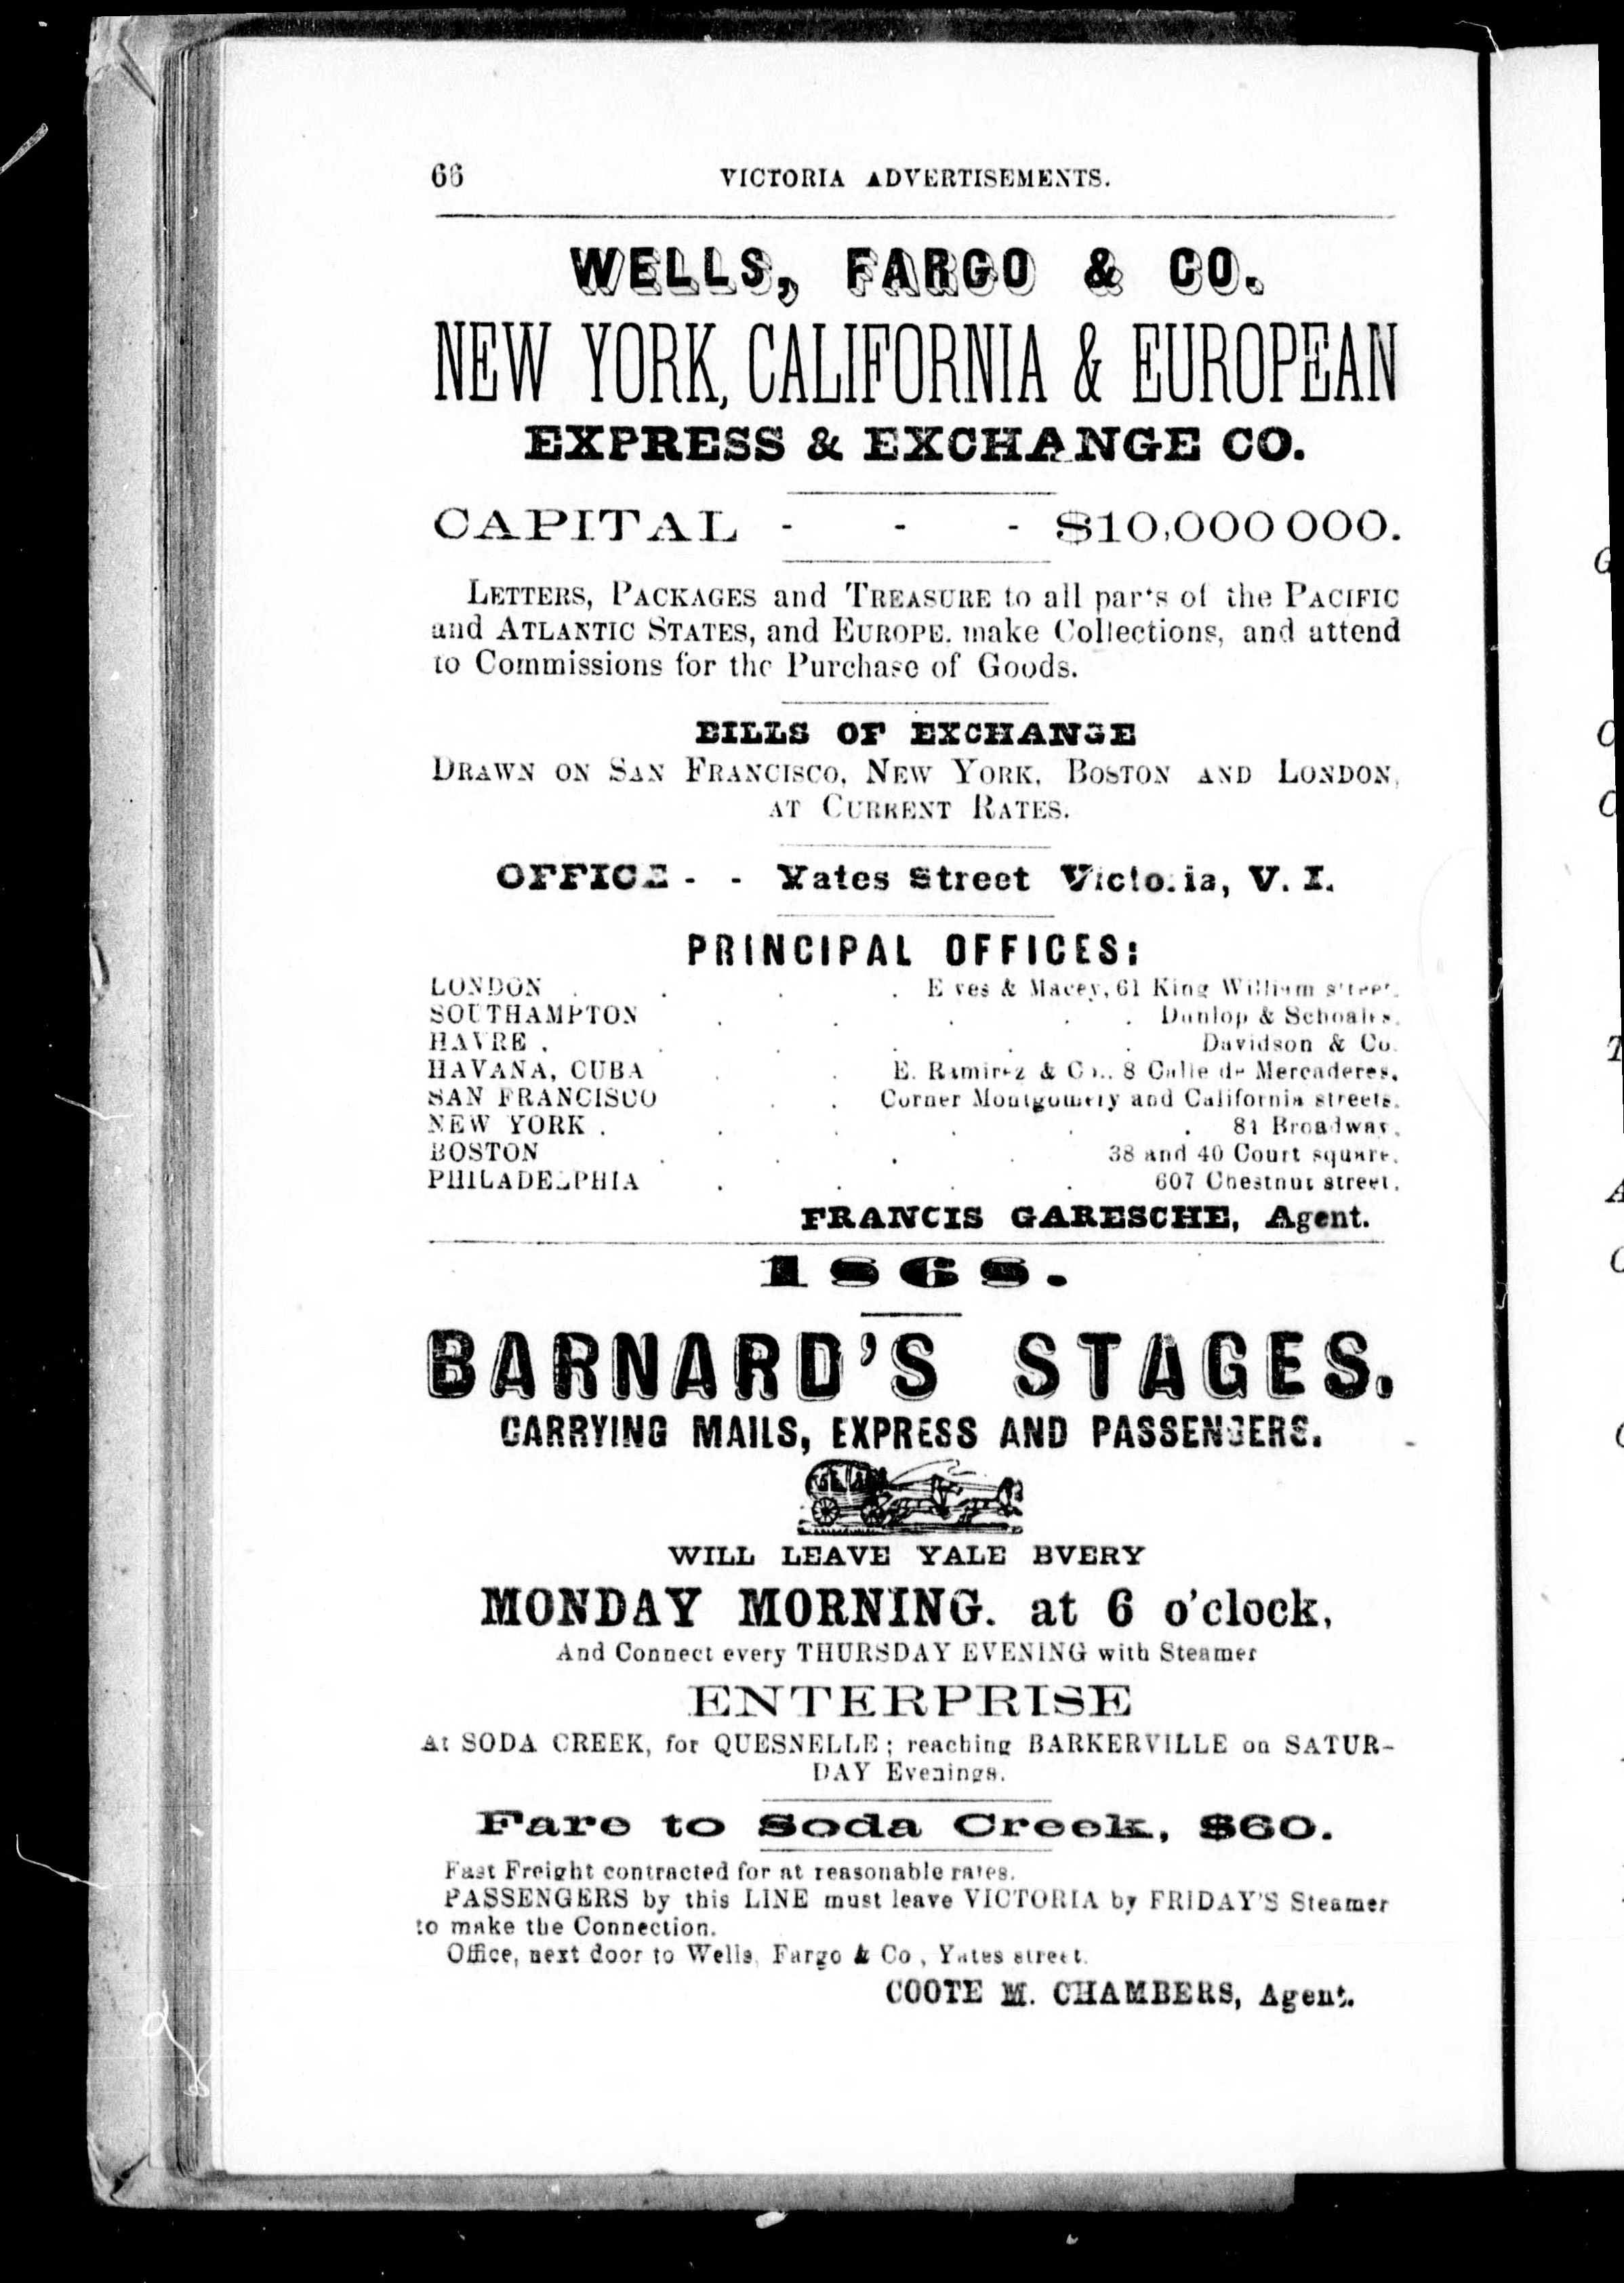 66 VICTORIA ADVERTISEMENTS.
WELLS, FARGO & CO.
NEW YORK, CALIFORNIA & EUROPEAN
EXPRESS & EXCHANGE CO.
CAPITAL - - - $10,000 000.
LETTERS, PACKAGES and TREASURE to all parts of the PACIFIC
and ATLANTIC STATES, and EUROPE. make Collections, and attend
to Commissions for the Purchase of Goods.
BILLS OF EXCHANGE
DRAWN ON SAN FRANCISCO, NEW YORK, BOSTON AND LONDON,
AT CURRENT RATES.
OFFICE - - Yates Street Victoria, V. I.
PRINCIPAL OFFICES:
LONDON . . . . & Macey, 61 King William street.
SOUTHAMPTON . . . . . Dunlop & Schoales.
HAVRE . . . . . . Davidson & Co.
HAVANA, CUBA . . E. Ramirez & Co., 8 Calle de Mercaderes.
SAN FRANCISCO . . Corner Montgomery and California streets.
NEW YORK . . . . . . 81 Broadway.
BOSTON . . . . 38 and 40 Court square.
PHILADELPHIA . . . . 607 Chestnut street.
FRANCIS GARESCHE, Agent.
1868.
BARNARD'S STAGES.
CARRYING MAILS, EXPRESS AND PASSENGERS.
WILL LEAVE YALE BVERY
MONDAY MORNING. at 6 o'clock,
And Connect every THURSDAY EVENING with Steamer
ENTERPRISE
At SODA CREEK, for QUESNELLE; reaching BARKERVILLE on SATUR-
DAY Evenings.
Fare to Soda Creek, $60.
Fast Freight contracted for at reasonable rates.
PASSENGERS by this LINE must leave VICTORIA by FRIDAY'S Steamer
to make the Connection.
Office, next door to Wells, Fargo & Co, Yates street.
COOTE M. CHAMBERS, Agent.